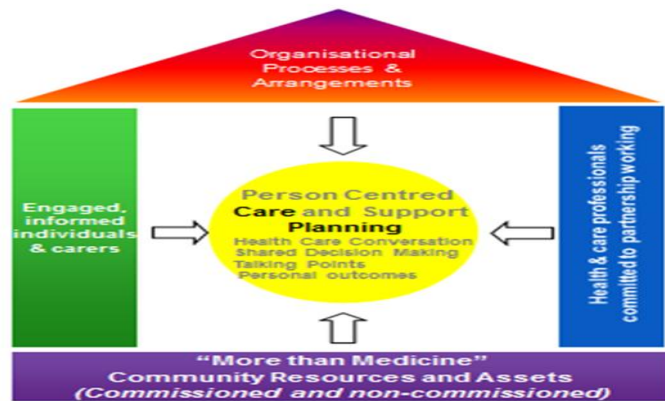 Organisational
Processes &
Arrangements
Engaged,
informed
individuals
& carers
Person Centred
Care and Support
Planning
Health Care Conversation
Shared Decision Making
Talking Points
Personal outcomes
Health & care professionals
committed to partnership working
“More than Medicine”
Community Resources and Assets
(Commissioned and non-commissioned)